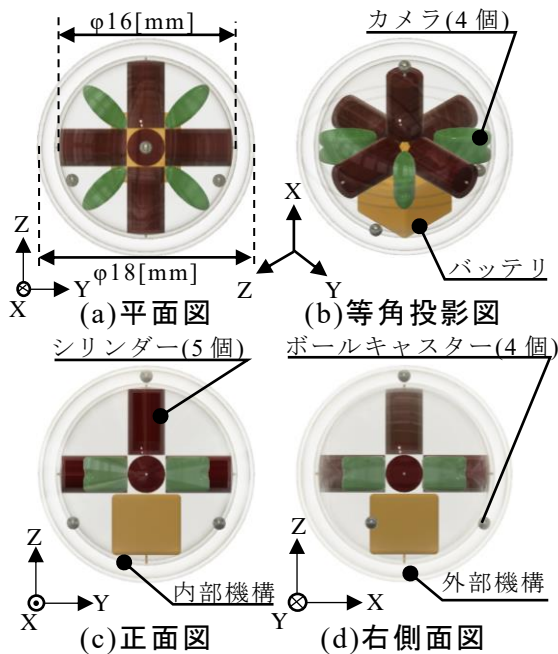 φ16[mm]
カメラ(4個)
Z
Y
X
φ18[mm]
(a)平面図
X
Z
Y
バッテリ
(b)等角投影図
シリンダー(5個)
ボールキャスター(4個)
Z
Y
X
内部機構
(c)正面図
Z
X
Y
外部機構
(d)右側面図